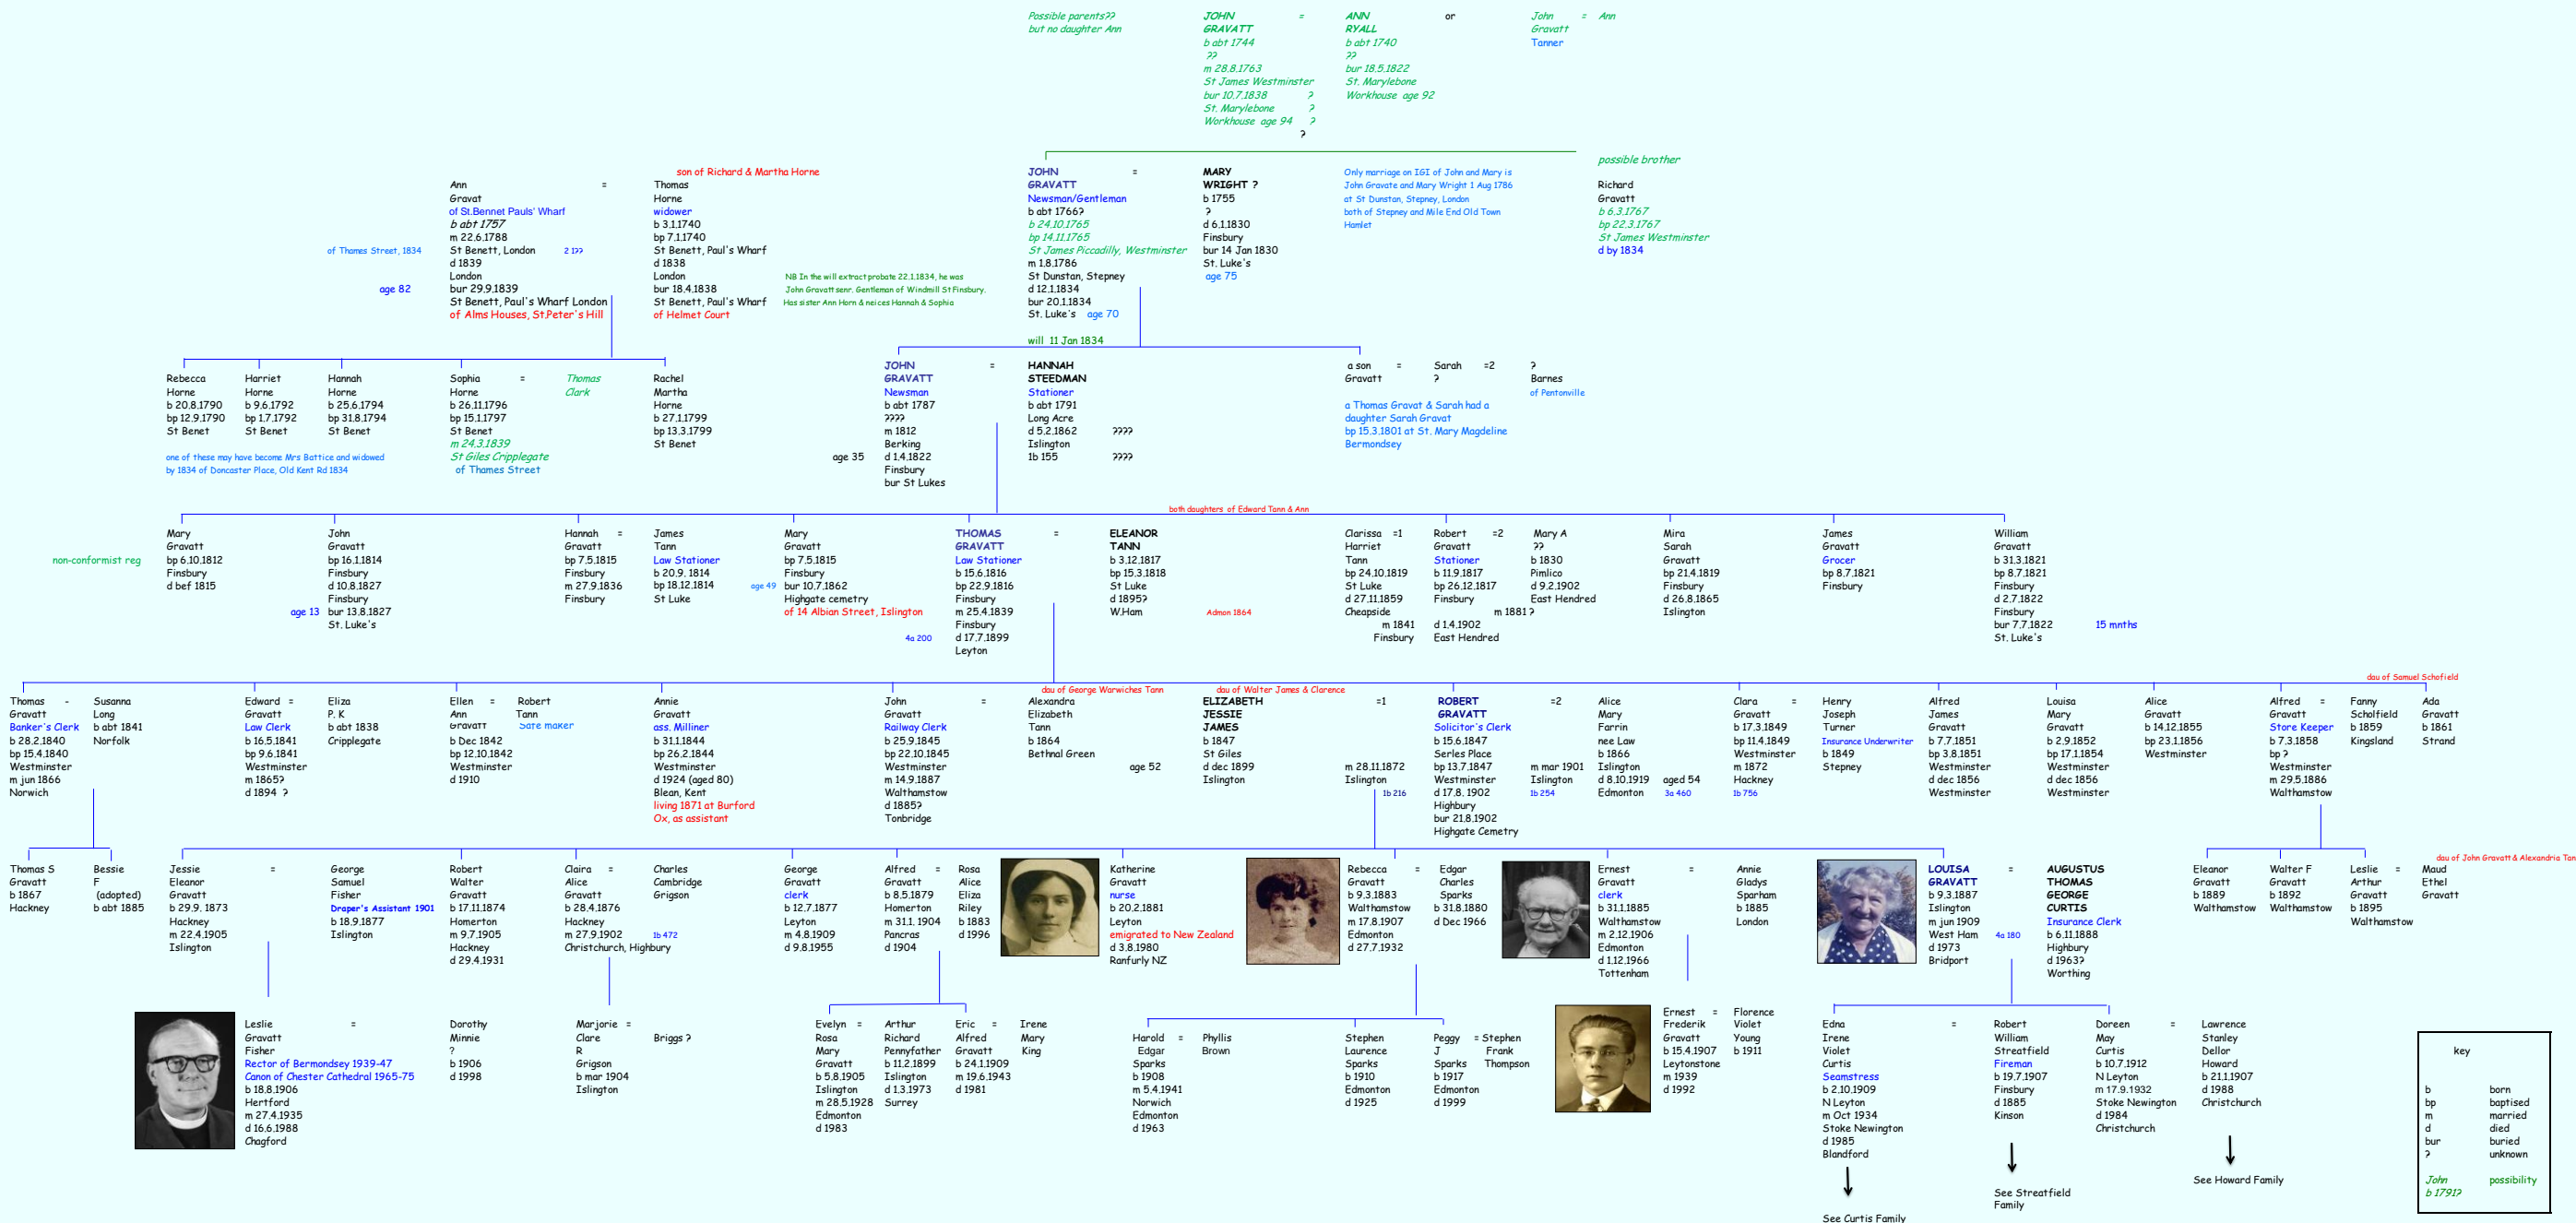 Possible parents??
but no daughter Ann
JOHN =
GRAVATT
b abt 1744
??
m 28.8.1763
St James Westminster
bur 10.7.1838 ?
St. Marylebone ?
Workhouse age 94 ?
?
ANN
RYALL
b abt 1740
??
bur 18.5.1822
St. Marylebone
Workhouse age 92
or
John = Ann
Gravatt
Tanner
possible brother
Ann =
Gravat
of St.Bennet Pauls' Wharf
b abt 1757
m 22.6.1788
of Thames Street, 1834
St Benett, London 2 1??
d 1839
London
age 82
bur 29.9.1839
St Benett, Paul's Wharf London
of Alms Houses, St.Peter's Hill
son of Richard & Martha Horne
Thomas
Horne
widower
b 3.1.1740
bp 7.1.1740
St Benett, Paul's Wharf
d 1838
London
bur 18.4.1838
St Benett, Paul's Wharf
of Helmet Court
NB In the will extract probate 22.1.1834, he was
John Gravatt senr. Gentleman of Windmill St Finsbury.
Has sister Ann Horn & neices Hannah & Sophia
JOHN =
GRAVATT
Newsman/Gentleman
b abt 1766?
b 24.10.1765
bp 14.11.1765
St James Piccadilly, Westminster
m 1.8.1786
St Dunstan, Stepney
d 12.1.1834
bur 20.1.1834
St. Luke's age 70
will 11 Jan 1834
MARY
WRIGHT ?
b 1755
?
d 6.1.1830
Finsbury
bur 14 Jan 1830
St. Luke's
age 75
Only marriage on IGI of John and Mary is
John Gravate and Mary Wright 1 Aug 1786
at St Dunstan, Stepney, London
both of Stepney and Mile End Old Town
Hamlet
Richard
Gravatt
b 6.3.1767
bp 22.3.1767
St James Westminster
d by 1834
Rebecca
Horne
b 20.8.1790
bp 12.9.1790
St Benet
Harriet
Horne
b 9.6.1792
bp 1.7.1792
St Benet
Hannah
Horne
b 25.6.1794
bp 31.8.1794
St Benet
one of these may have become Mrs Battice and widowed
by 1834 of Doncaster Place, Old Kent Rd 1834
Sophia =
Horne
b 26.11.1796
bp 15.1.1797
St Benet
m 24.3.1839
St Giles Cripplegate
of Thames Street
Thomas
Clark
Rachel
Martha
Horne
b 27.1.1799
bp 13.3.1799
St Benet
JOHN =
GRAVATT
Newsman
b abt 1787
????
m 1812
Berking
age 35
d 1.4.1822
Finsbury
bur St Lukes
HANNAH
STEEDMAN
Stationer
b abt 1791
Long Acre
d 5.2.1862 ????
Islington
1b 155 ????
a son =
Gravatt
Sarah =2
?
?
Barnes
of Pentonville
a Thomas Gravat & Sarah had a
daughter Sarah Gravat
bp 15.3.1801 at St. Mary Magdeline
Bermondsey
both daughters of Edward Tann & Ann
non-conformist reg
Mary
Gravatt
bp 6.10.1812
Finsbury
d bef 1815
John
Gravatt
bp 16.1.1814
Finsbury
d 10.8.1827
Finsbury
age 13
bur 13.8.1827
St. Luke's
Hannah =
Gravatt
bp 7.5.1815
Finsbury
m 27.9.1836
Finsbury
James
Tann
Law Stationer
b 20.9. 1814
bp 18.12.1814
St Luke
Mary
Gravatt
bp 7.5.1815
Finsbury
age 49
bur 10.7.1862
Highgate cemetry
of 14 Albian Street, Islington
THOMAS =
GRAVATT
Law Stationer
b 15.6.1816
bp 22.9.1816
Finsbury
m 25.4.1839
Finsbury
4a 200
d 17.7.1899
Leyton
ELEANOR
TANN
b 3.12.1817
bp 15.3.1818
St Luke
d 1895?
W.Ham
Admon 1864
Clarissa =1
Harriet
Tann
bp 24.10.1819
St Luke
d 27.11.1859
Cheapside
m 1841
Finsbury
Robert =2
Gravatt
Stationer
b 11.9.1817
bp 26.12.1817
Finsbury
m 1881 ?
d 1.4.1902
East Hendred
Mary A
??
b 1830
Pimlico
d 9.2.1902
East Hendred
Mira
Sarah
Gravatt
bp 21.4.1819
Finsbury
d 26.8.1865
Islington
James
Gravatt
Grocer
bp 8.7.1821
Finsbury
William
Gravatt
b 31.3.1821
bp 8.7.1821
Finsbury
d 2.7.1822
Finsbury
bur 7.7.1822 15 mnths
St. Luke's
Thomas -
Gravatt
Banker's Clerk
b 28.2.1840
bp 15.4.1840
Westminster
m jun 1866
Norwich
Susanna
Long
b abt 1841
Norfolk
Edward =
Gravatt
Law Clerk
b 16.5.1841
bp 9.6.1841
Westminster
m 1865?
d 1894 ?
Eliza
P. K
b abt 1838
Cripplegate
Ellen =
Ann
Gravatt
b Dec 1842
bp 12.10.1842
Westminster
d 1910
Robert
Tann
Safe maker
Annie
Gravatt
ass. Milliner
b 31.1.1844
bp 26.2.1844
Westminster
d 1924 (aged 80)
Blean, Kent
living 1871 at Burford
Ox, as assistant
John =
Gravatt
Railway Clerk
b 25.9.1845
bp 22.10.1845
Westminster
m 14.9.1887
Walthamstow
d 1885?
Tonbridge
dau of George Warwiches Tann
Alexandra
Elizabeth
Tann
b 1864
Bethnal Green
dau of Walter James & Clarence
ELIZABETH =1
JESSIE
JAMES
b 1847
St Giles
age 52
d dec 1899
Islington
m 28.11.1872
Islington
1b 216
ROBERT =2
GRAVATT
Solicitor's Clerk
b 15.6.1847
Serles Place
bp 13.7.1847
Westminster
d 17.8. 1902
Highbury
bur 21.8.1902
Highgate Cemetry
m mar 1901
Islington
1b 254
Alice
Mary
Farrin
nee Law
b 1866
Islington
d 8.10.1919 aged 54
Edmonton 3a 460
Clara =
Gravatt
b 17.3.1849
bp 11.4.1849
Westminster
m 1872
Hackney
1b 756
Henry
Joseph
Turner
Insurance Underwriter
b 1849
Stepney
Alfred
James
Gravatt
b 7.7.1851
bp 3.8.1851
Westminster
d dec 1856
Westminster
Louisa
Mary
Gravatt
b 2.9.1852
bp 17.1.1854
Westminster
d dec 1856
Westminster
Alice
Gravatt
b 14.12.1855
bp 23.1.1856
Westminster
Alfred =
Gravatt
Store Keeper
b 7.3.1858
bp ?
Westminster
m 29.5.1886
Walthamstow
dau of Samuel Schofield
Fanny
Scholfield
b 1859
Kingsland
Ada
Gravatt
b 1861
Strand
Thomas S
Gravatt
b 1867
Hackney
Bessie
F
(adopted)
b abt 1885
Jessie =
Eleanor
Gravatt
b 29.9. 1873
Hackney
m 22.4.1905
Islington
George
Samuel
Fisher
Draper's Assistant 1901
b 18.9.1877
Islington
Robert
Walter
Gravatt
b 17.11.1874
Homerton
m 9.7.1905
Hackney
d 29.4.1931
Claira =
Alice
Gravatt
b 28.4.1876
Hackney
m 27.9.1902 1b 472
Christchurch, Highbury
Charles
Cambridge
Grigson
George
Gravatt
clerk
b 12.7.1877
Leyton
m 4.8.1909
d 9.8.1955
Alfred =
Gravatt
b 8.5.1879
Homerton
m 31.1. 1904
Pancras
d 1904
Rosa
Alice
Eliza
Riley
b 1883
d 1996
Katherine
Gravatt
nurse
b 20.2.1881
Leyton
emigrated to New Zealand
d 3.8.1980
Ranfurly NZ
Rebecca =
Gravatt
b 9.3.1883
Walthamstow
m 17.8.1907
Edmonton
d 27.7.1932
Edgar
Charles
Sparks
b 31.8.1880
d Dec 1966
Ernest =
Gravatt
clerk
b 31.1.1885
Walthamstow
m 2.12.1906
Edmonton
d 1.12.1966
Tottenham
Annie
Gladys
Sparham
b 1885
London
LOUISA =
GRAVATT
b 9.3.1887
Islington
m jun 1909
West Ham 4a 180
d 1973
Bridport
AUGUSTUS
THOMAS
GEORGE
CURTIS
Insurance Clerk
b 6.11.1888
Highbury
d 1963?
Worthing
Eleanor
Gravatt
b 1889
Walthamstow
Walter F
Gravatt
b 1892
Walthamstow
Leslie =
Arthur
Gravatt
b 1895
Walthamstow
dau of John Gravatt & Alexandria Tan
Maud
Ethel
Gravatt
Leslie =
Gravatt
Fisher
Rector of Bermondsey 1939-47
Canon of Chester Cathedral 1965-75
b 18.8.1906
Hertford
m 27.4.1935
d 16.6.1988
Chagford
Dorothy
Minnie
?
b 1906
d 1998
Marjorie =
Clare
R
Grigson
b mar 1904
Islington
Briggs ?
Evelyn =
Rosa
Mary
Gravatt
b 5.8.1905
Islington
m 28.5.1928
Edmonton
d 1983
Arthur
Richard
Pennyfather
b 11.2.1899
Islington
d 1.3.1973
Surrey
Eric =
Alfred
Gravatt
b 24.1.1909
m 19.6.1943
d 1981
Irene
Mary
King
Harold =
Edgar
Sparks
b 1908
m 5.4.1941
Norwich
Edmonton
d 1963
Phyllis
Brown
Stephen
Laurence
Sparks
b 1910
Edmonton
d 1925
Peggy =
J
Sparks
b 1917
Edmonton
d 1999
Stephen
Frank
Thompson
Ernest =
Frederik
Gravatt
b 15.4.1907
Leytonstone
m 1939
d 1992
Florence
Violet
Young
b 1911
Edna =
Irene
Violet
Curtis
Seamstress
b 2.10.1909
N Leyton
m Oct 1934
Stoke Newington
d 1985
Blandford
See Curtis Family
Robert
William
Streatfield
Fireman
b 19.7.1907
Finsbury
d 1885
Kinson
See Streatfield
Family
Doreen =
May
Curtis
b 10.7.1912
N Leyton
m 17.9.1932
Stoke Newington
d 1984
Christchurch
Lawrence
Stanley
Dellor
Howard
b 21.1.1907
d 1988
Christchurch
See Howard Family
key
b born
bp baptised
m married
d died
bur buried
? unknown
John possibility
b 1791?